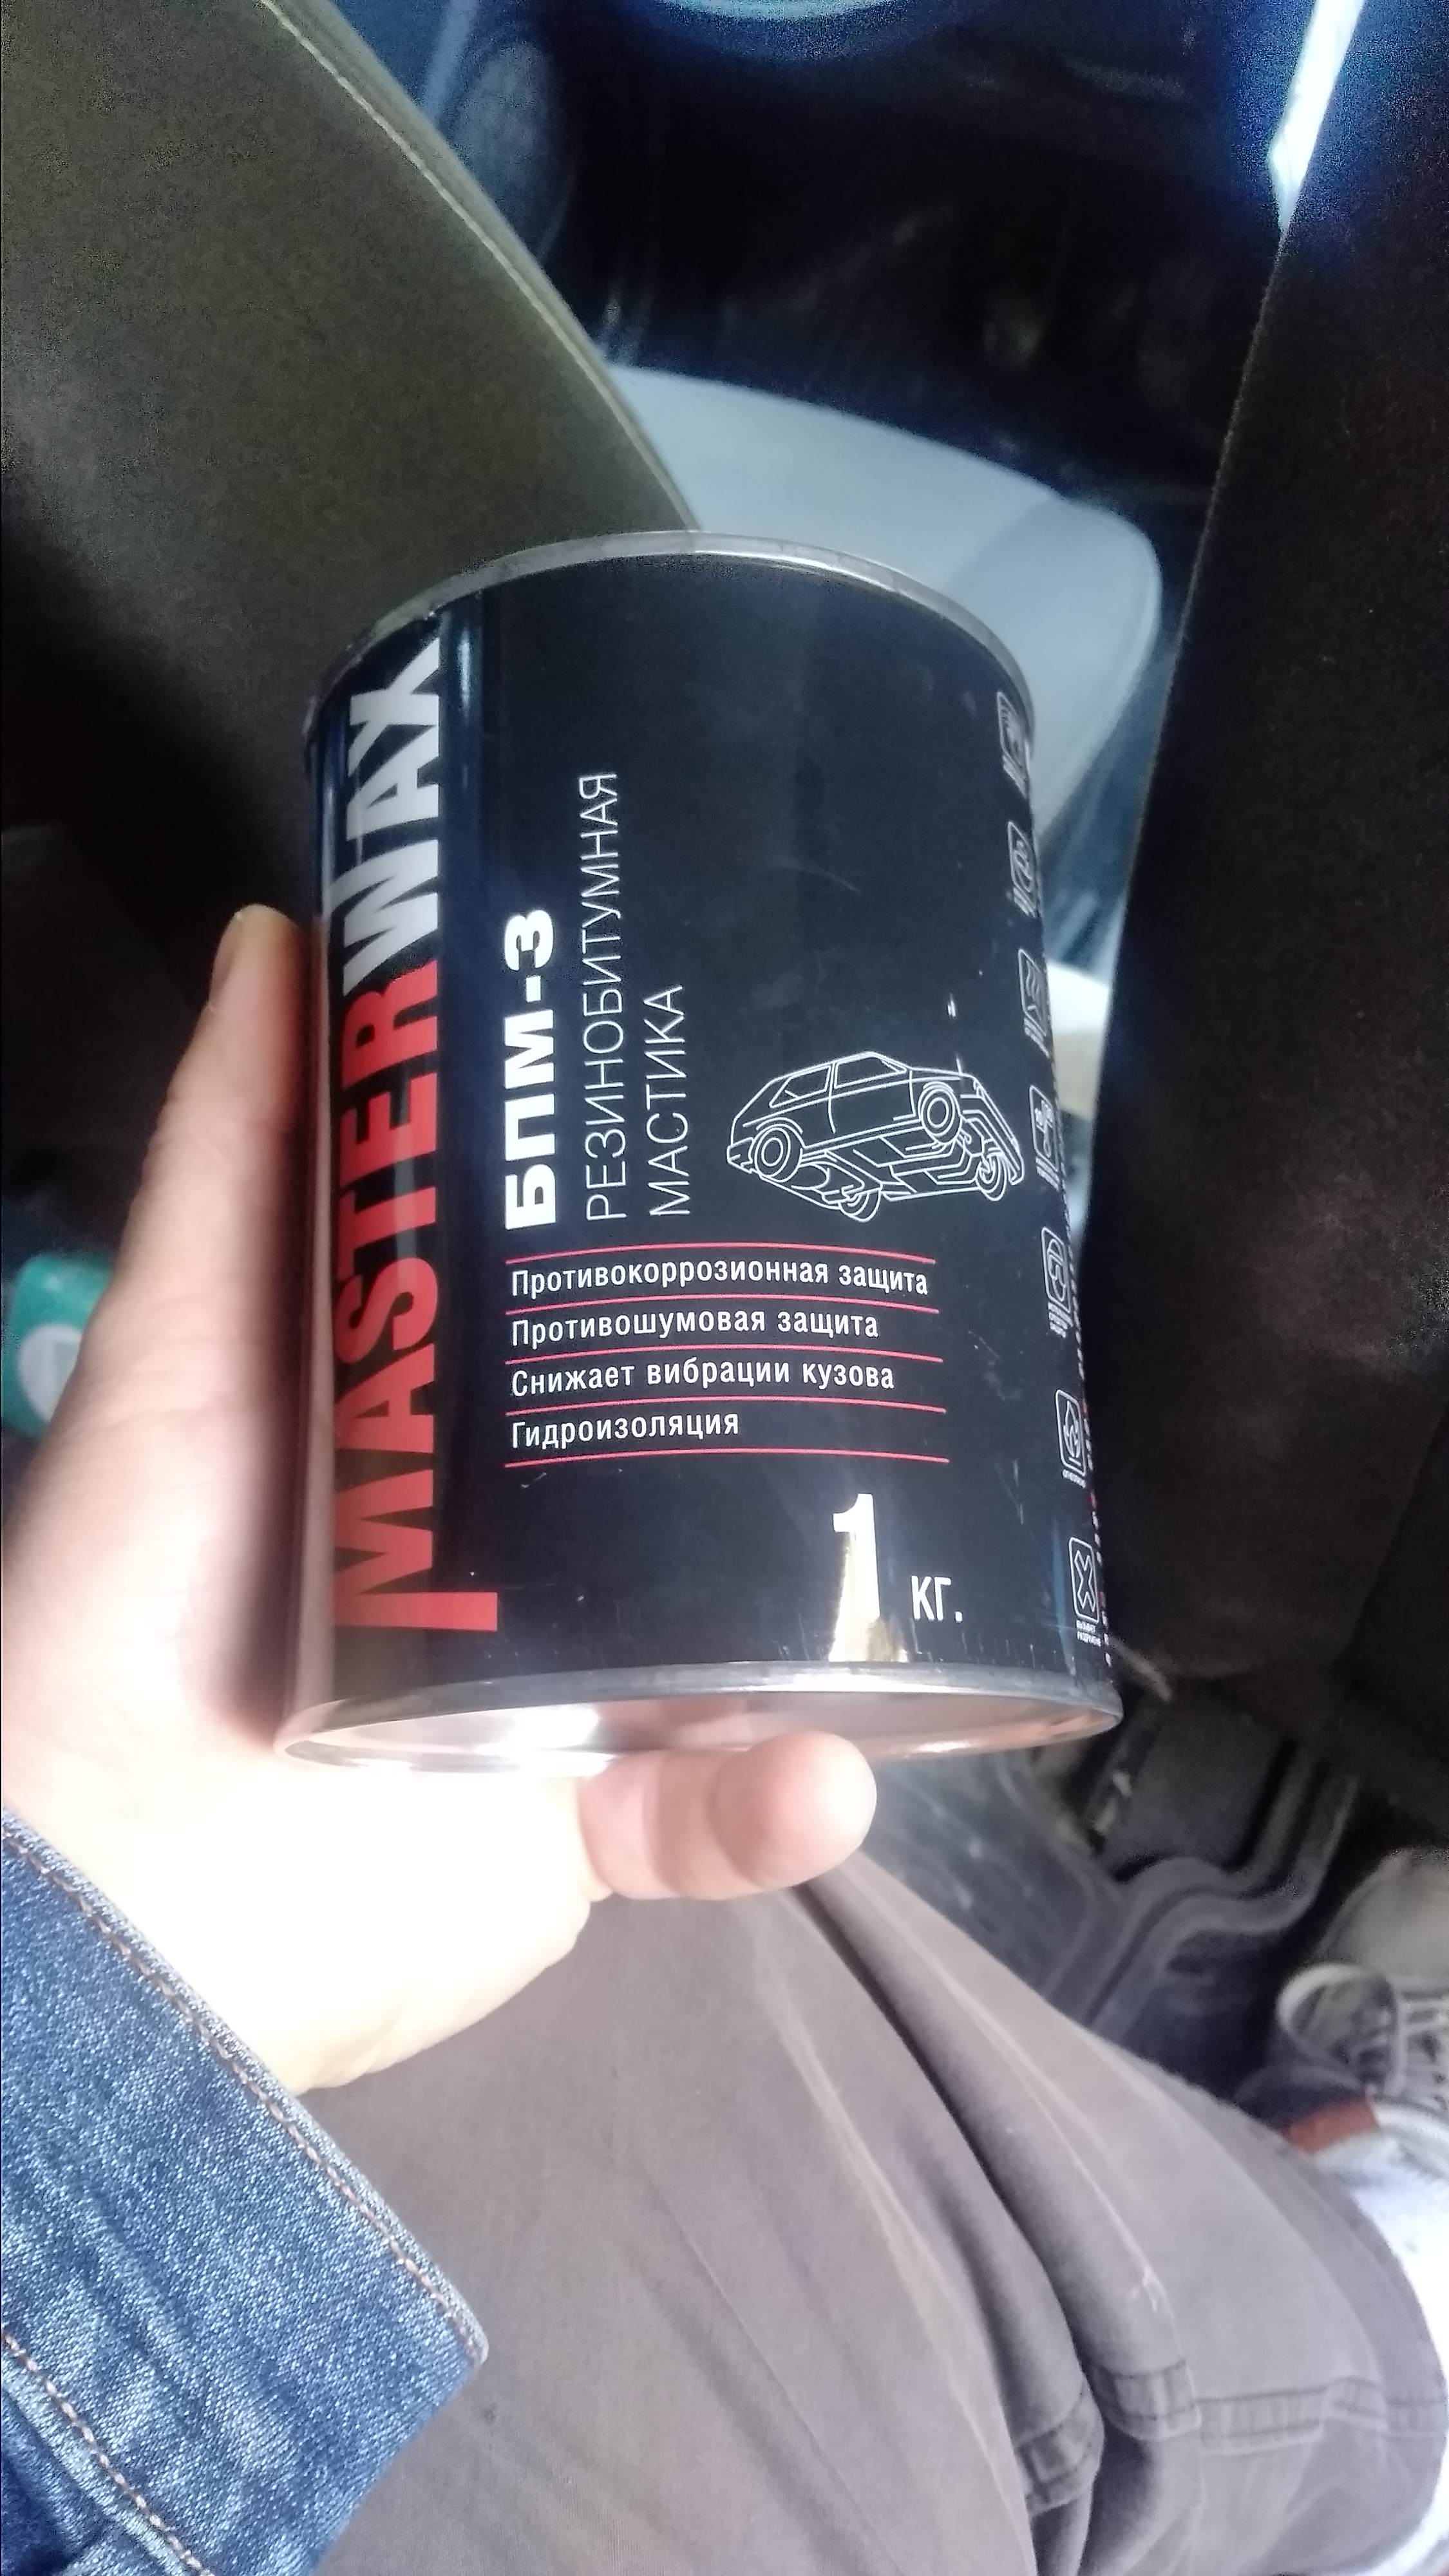 MASTERWAX
БПМ-3
РЕЗИНОБИТУМНАЯ
МАСТИКА
Противокоррозионная защита
Противошумовая защита
Снижает вибрации кузова
Гидроизоляция
1 кг.